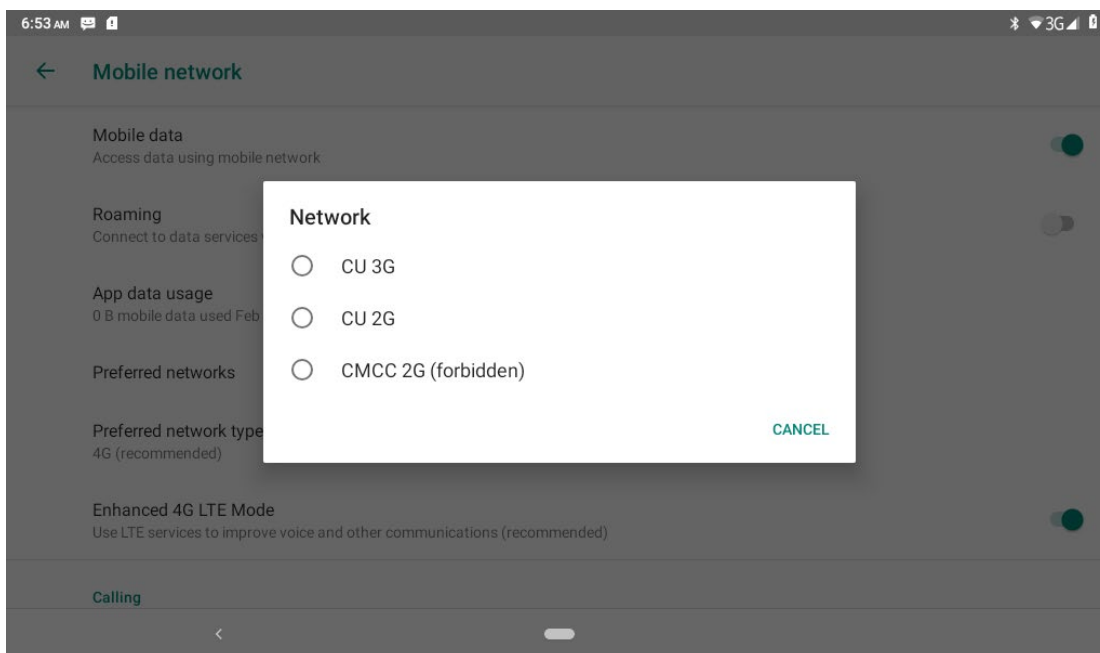 6:53 AM 3G
Mobile network
Mobile data
Access data using mobile network
Roaming
Connect to data services
App data usage
0 B mobile data used Feb
Preferred networks
Preferred network type
4G (recommended)
Enhanced 4G LTE Mode
Use LTE services to improve voice and other communications (recommended)
Calling
Network
CU 3G
CU 2G
CMCC 2G (forbidden)
CANCEL